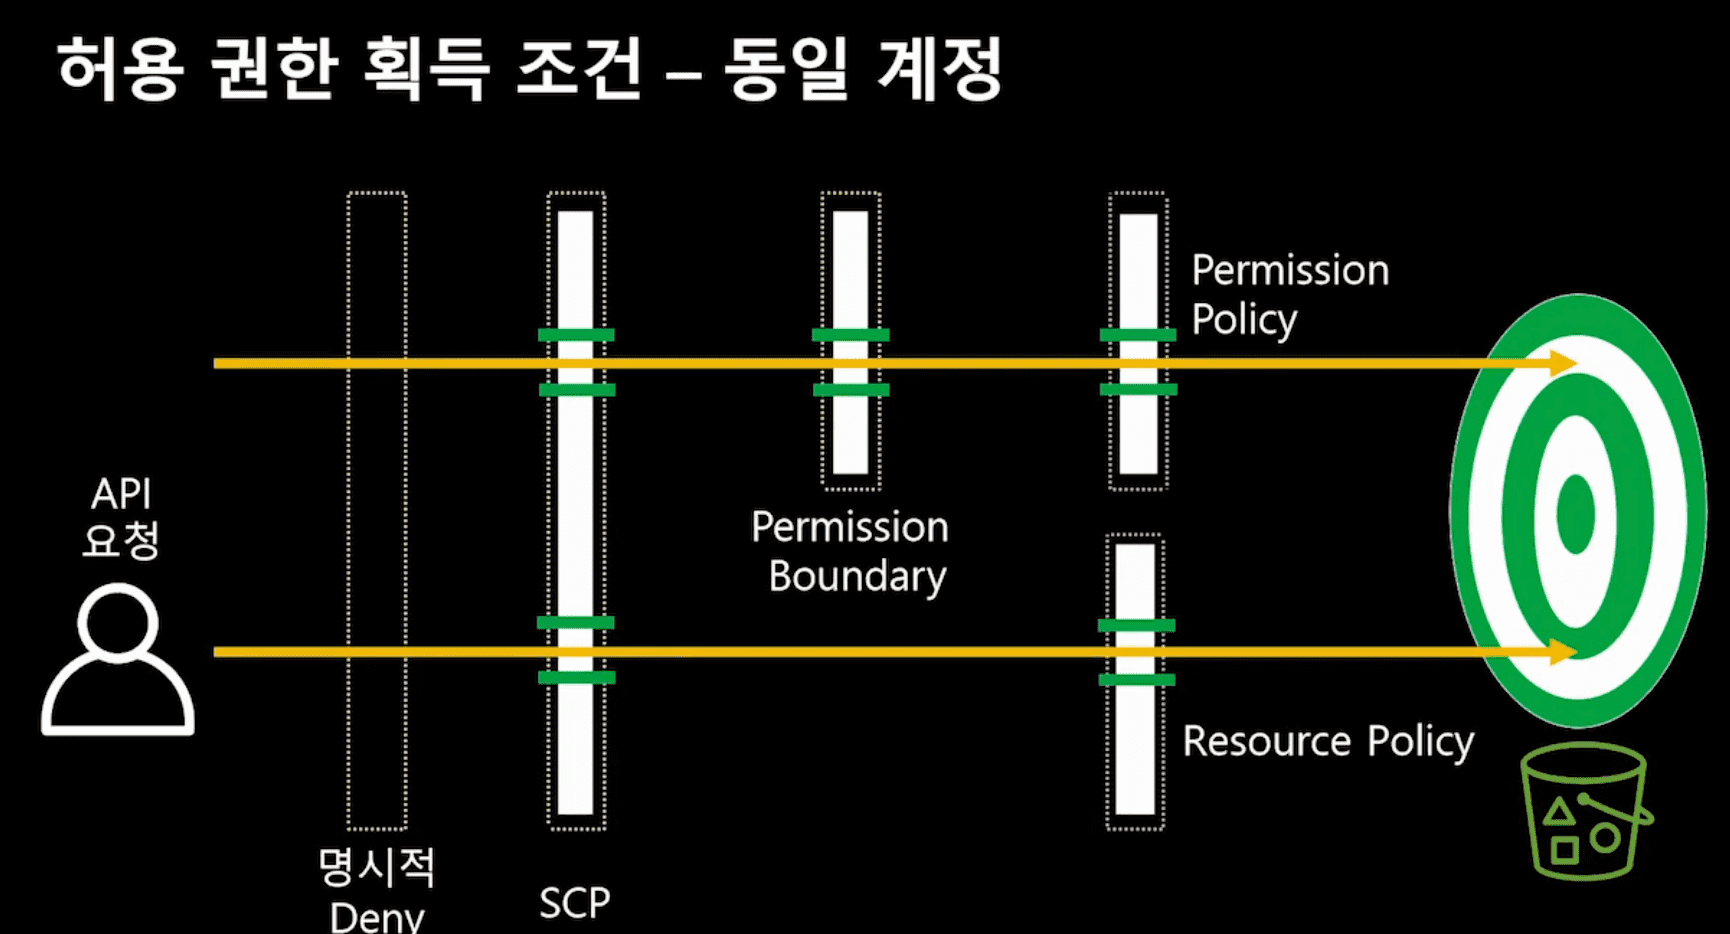 허용 권한 획득 조건 – 동일 계정
API
요청
명시적
Deny
SCP
Permission
Boundary
Permission
Policy
Resource Policy